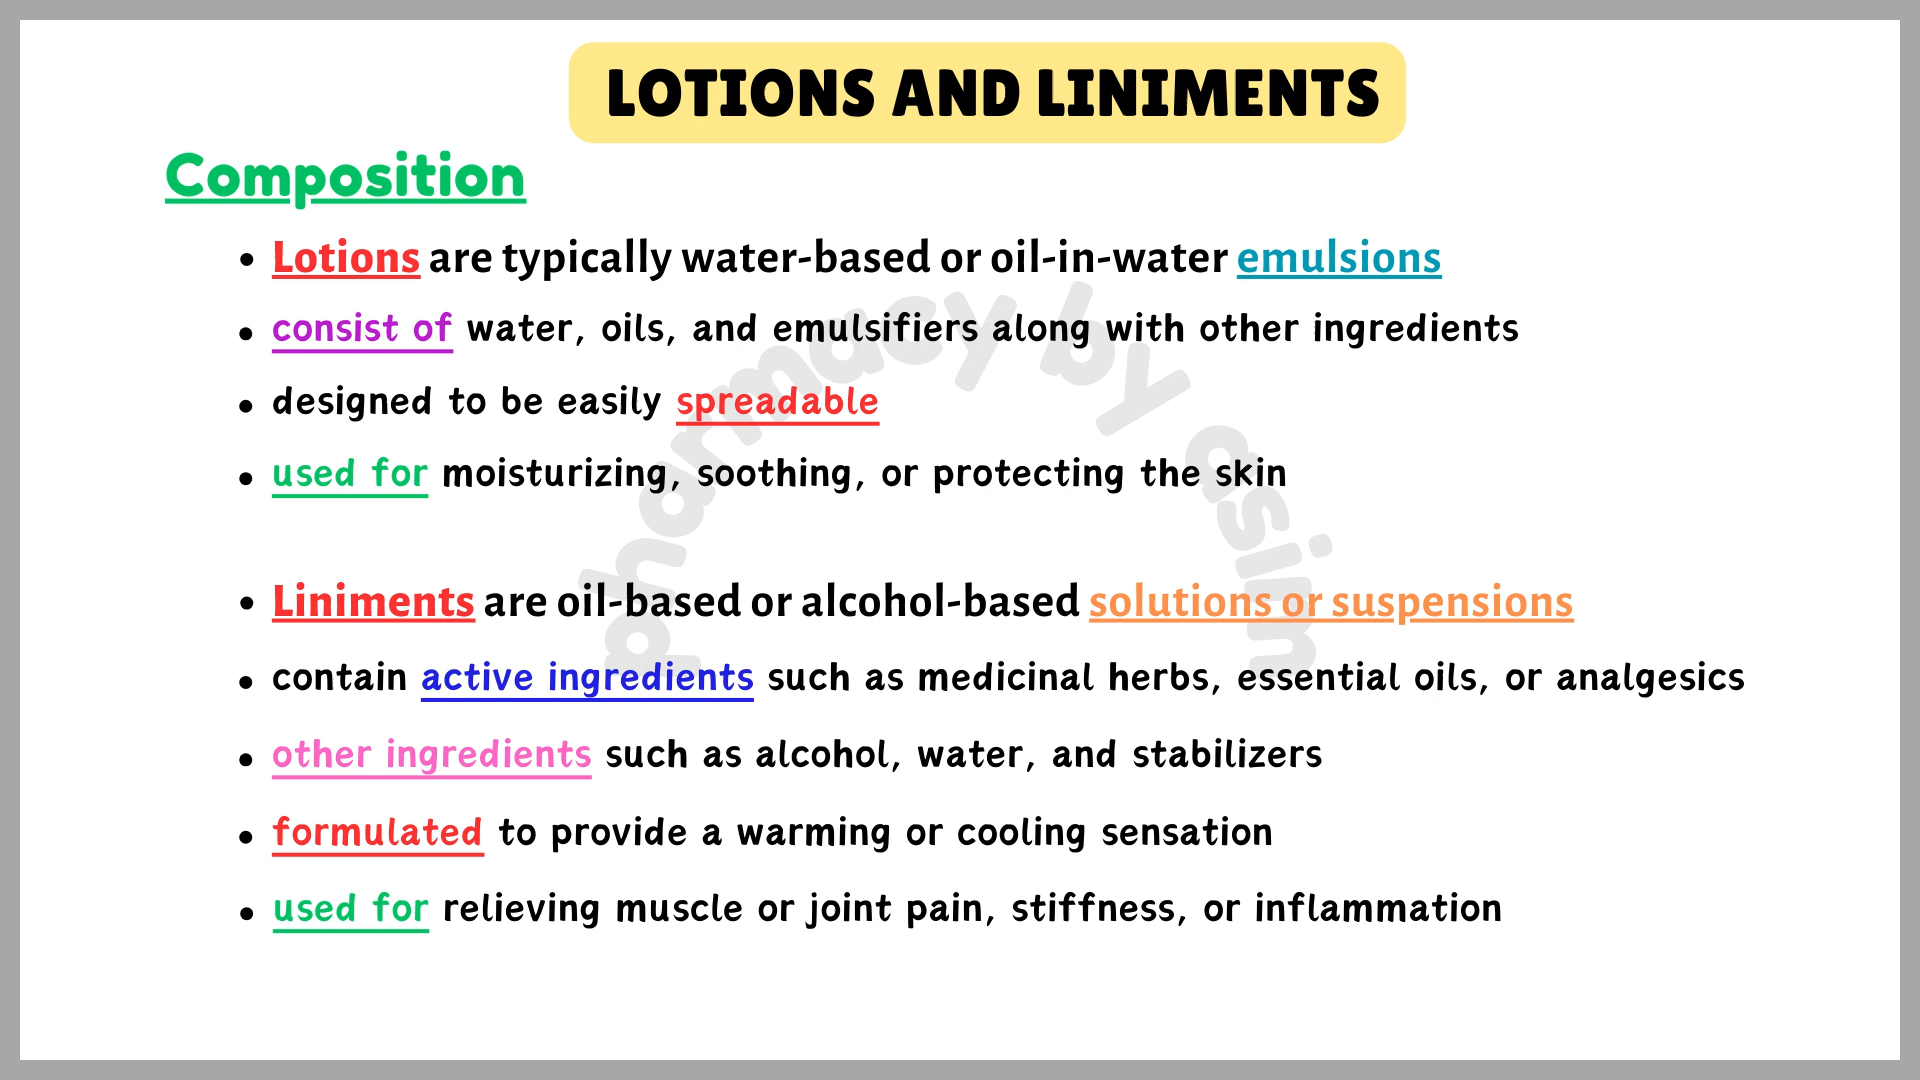 LOTIONS AND LINIMENTS
Composition
• Lotions are typically water-based or oil-in-water emulsions
• consist of water, oils, and emulsifiers along with other ingredients
• designed to be easily spreadable
• used for moisturizing, soothing, or protecting the skin
• Liniments are oil-based or alcohol-based solutions or suspensions
• contain active ingredients such as medicinal herbs, essential oils, or analgesics
• other ingredients such as alcohol, water, and stabilizers
• formulated to provide a warming or cooling sensation
• used for relieving muscle or joint pain, stiffness, or inflammation
pharmacy by asim